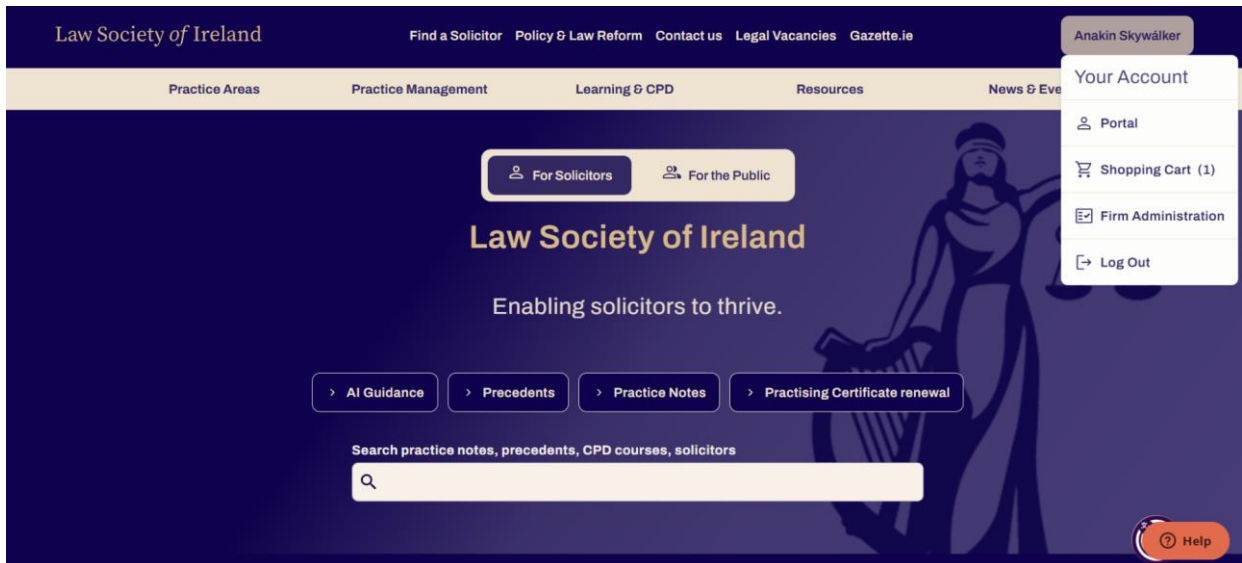 Law Society of Ireland
Find a Solicitor Policy & Law Reform Contact us Legal Vacancies Gazette.ie
Anakin Skywálker
Practice Areas Practice Management Learning & CPD Resources News & Eve
Your Account
Portal
Shopping Cart (1)
Firm Administration
Log Out
For Solicitors For the Public
Law Society of Ireland
Enabling solicitors to thrive.
AI Guidance Precedents Practice Notes Practising Certificate renewal
Search practice notes, precedents, CPD courses, solicitors
Help